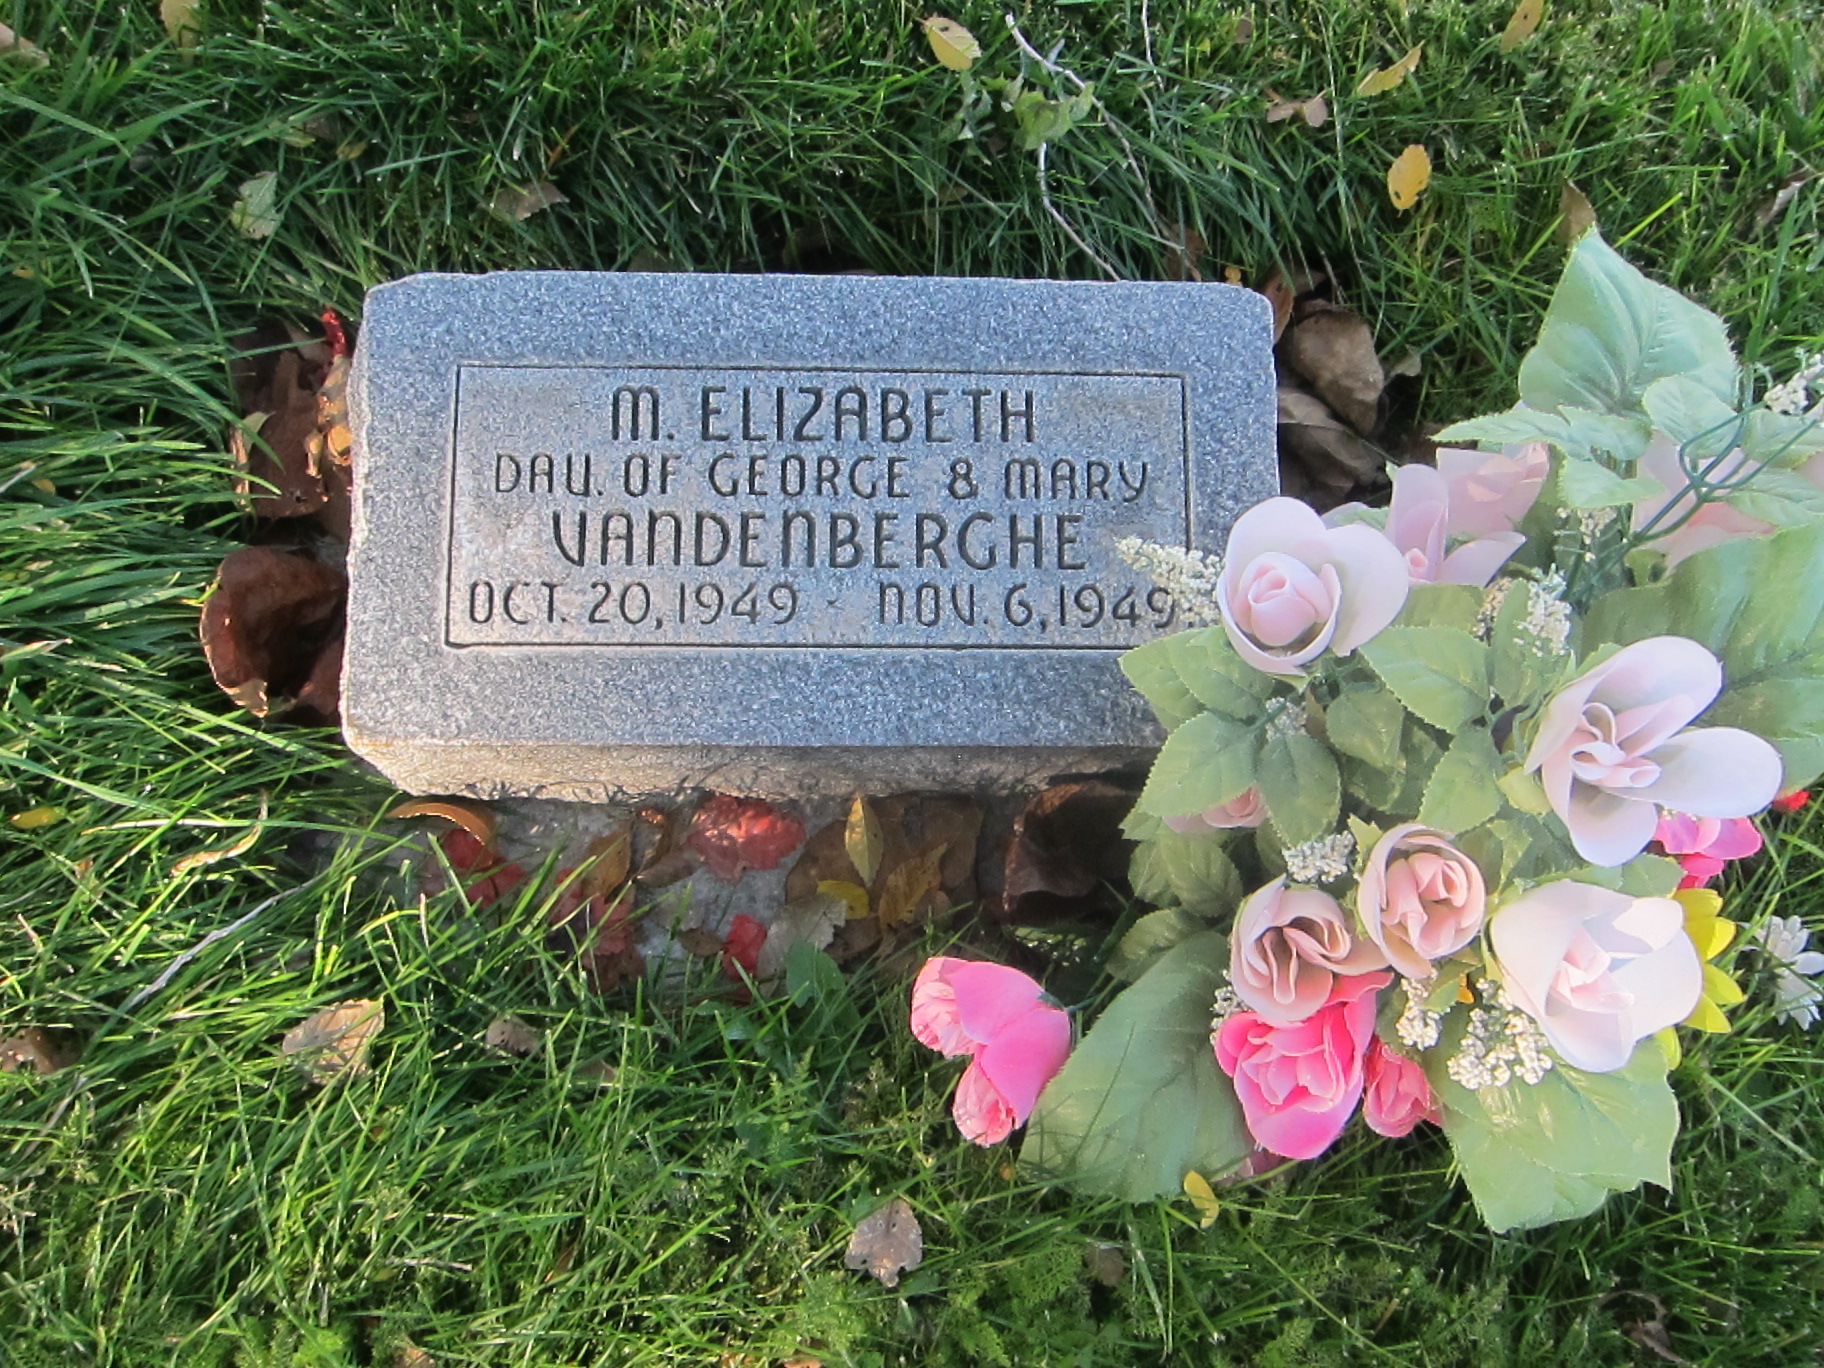 M. ELIZABETH
DAU. OF GEORGE & MARY
VANDENBERGHE
OCT. 20, 1949 - NOV. 6, 1949